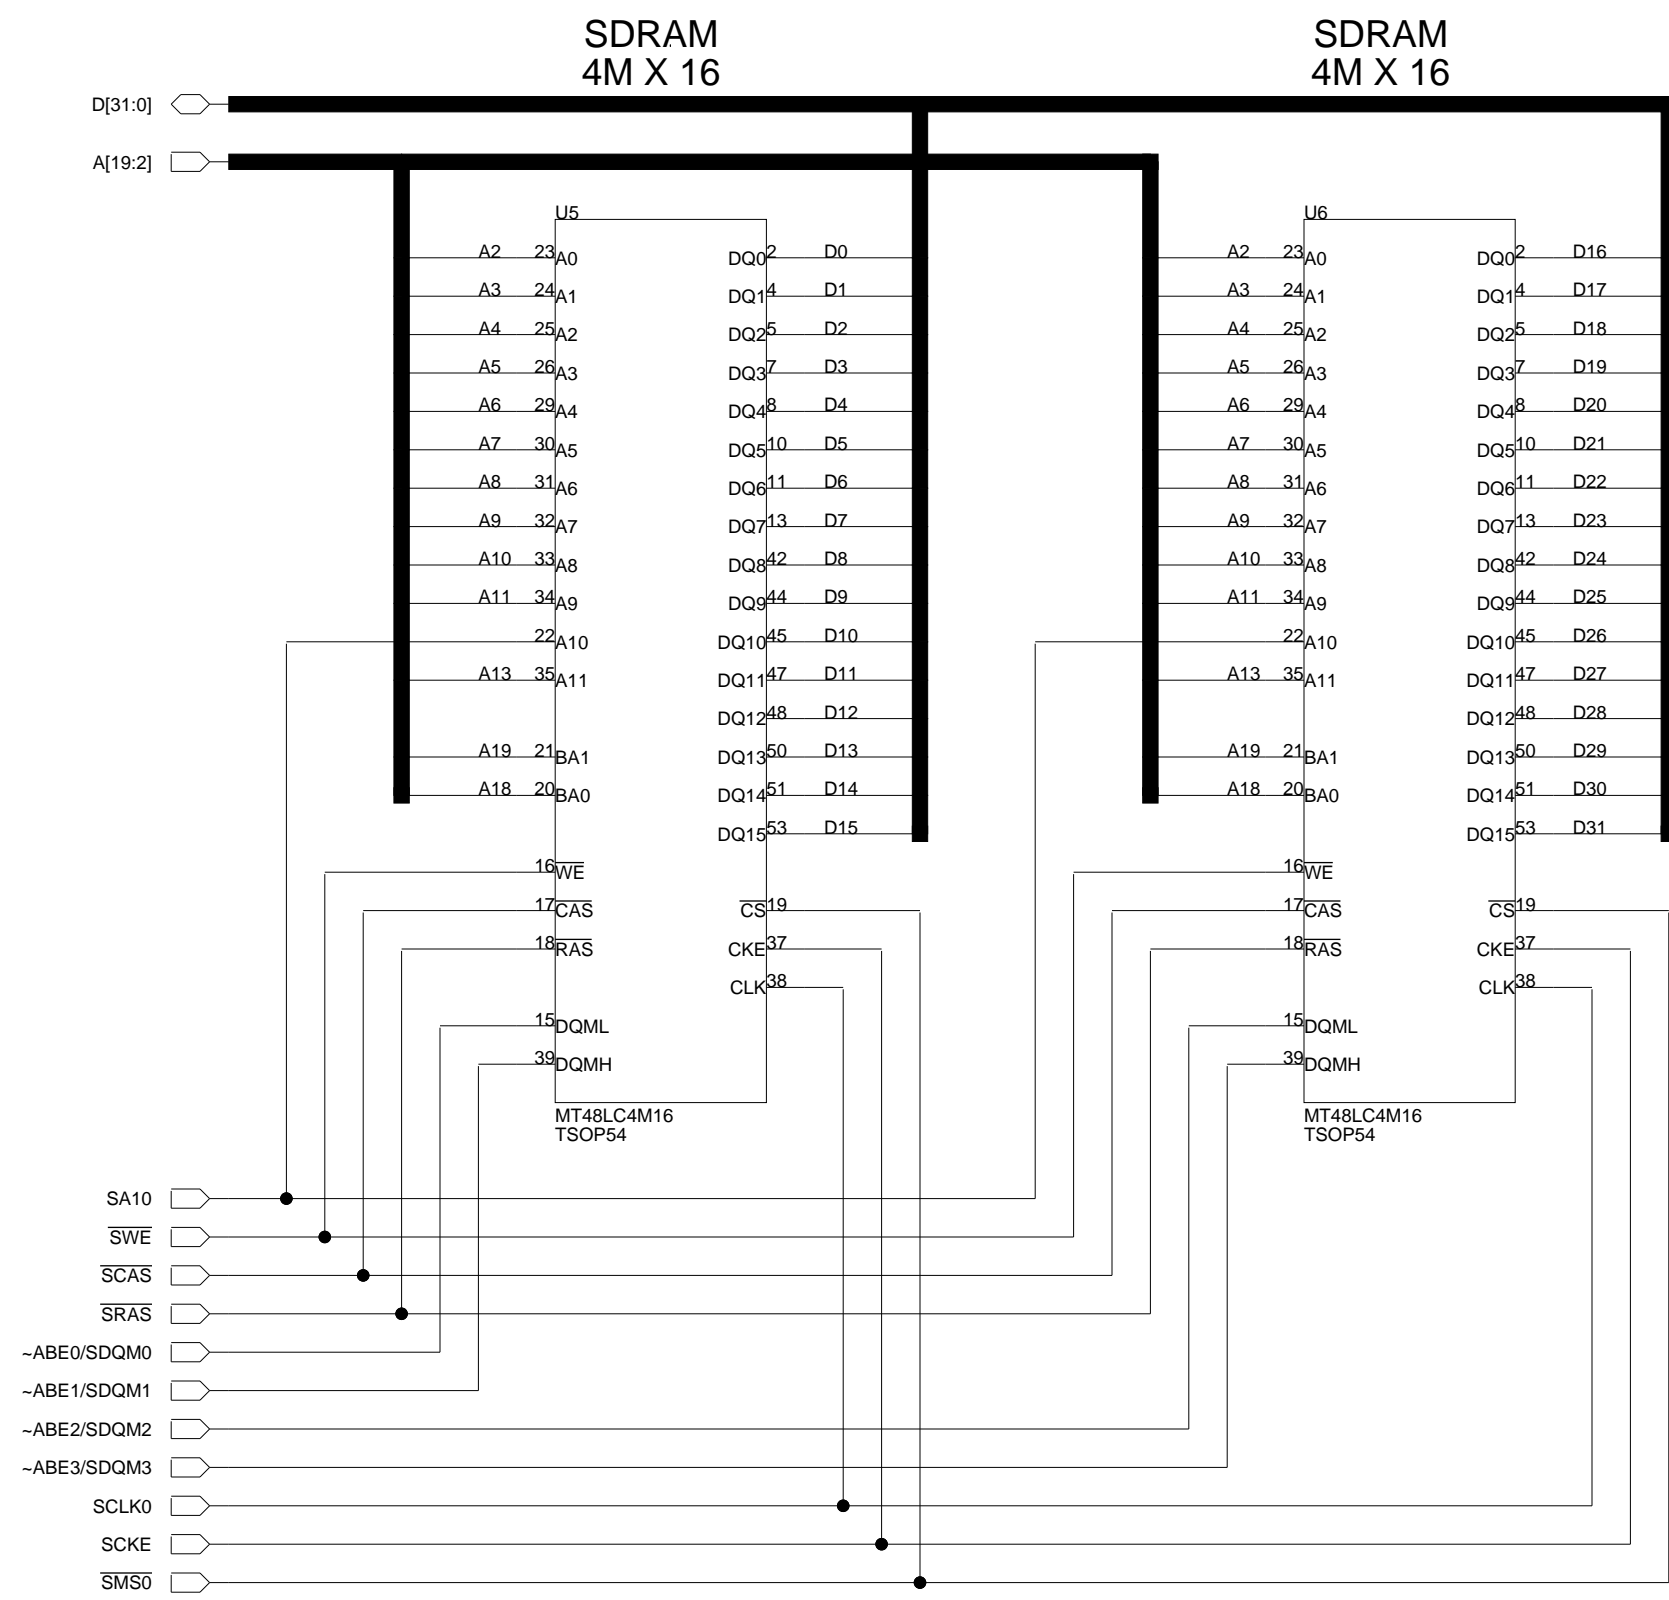 SDRAM
4M X 16
SDRAM
4M X 16
D[31:0]
A[19:2]
U5
A2 23 A0 DQ0 2 D0
A3 24 A1 DQ1 4 D1
A4 25 A2 DQ2 5 D2
A5 26 A3 DQ3 7 D3
A6 29 A4 DQ4 8 D4
A7 30 A5 DQ5 10 D5
A8 31 A6 DQ6 11 D6
A9 32 A7 DQ7 13 D7
A10 33 A8 DQ8 42 D8
A11 34 A9 DQ9 44 D9
22 A10 DQ10 45 D10
A13 35 A11 DQ11 47 D11
DQ12 48 D12
A19 21 BA1 DQ13 50 D13
A18 20 BA0 DQ14 51 D14
DQ15 53 D15
16 WE
17 CAS CS 19
18 RAS CKE 37
CLK 38
15 DQML
39 DQMH
MT48LC4M16
TSOP54
U6
A2 23 A0 DQ0 2 D16
A3 24 A1 DQ1 4 D17
A4 25 A2 DQ2 5 D18
A5 26 A3 DQ3 7 D19
A6 29 A4 DQ4 8 D20
A7 30 A5 DQ5 10 D21
A8 31 A6 DQ6 11 D22
A9 32 A7 DQ7 13 D23
A10 33 A8 DQ8 42 D24
A11 34 A9 DQ9 44 D25
22 A10 DQ10 45 D26
A13 35 A11 DQ11 47 D27
DQ12 48 D28
A19 21 BA1 DQ13 50 D29
A18 20 BA0 DQ14 51 D30
DQ15 53 D31
16 WE
17 CAS CS 19
18 RAS CKE 37
CLK 38
15 DQML
39 DQMH
MT48LC4M16
TSOP54
SA10
SWE
SCAS
SRAS
~ABE0/SDQM0
~ABE1/SDQM1
~ABE2/SDQM2
~ABE3/SDQM3
SCLK0
SCKE
SMS0